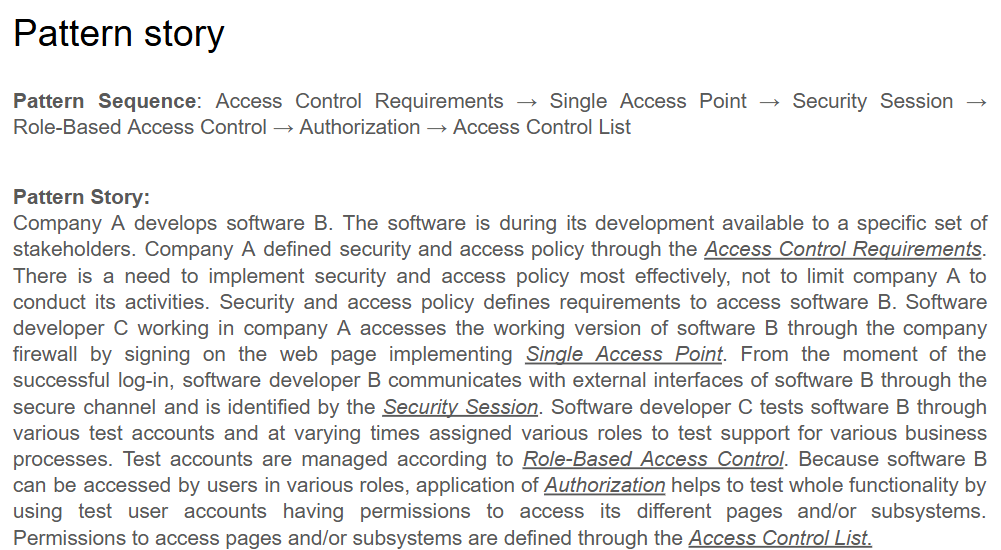 Pattern story
Pattern Sequence: Access Control Requirements → Single Access Point → Security Session →
Role-Based Access Control → Authorization → Access Control List
Pattern Story:
Company A develops software B. The software is during its development available to a specific set of
stakeholders. Company A defined security and access policy through the Access Control Requirements.
There is a need to implement security and access policy most effectively, not to limit company A to
conduct its activities. Security and access policy defines requirements to access software B. Software
developer C working in company A accesses the working version of software B through the company
firewall by signing on the web page implementing Single Access Point. From the moment of the
successful log-in, software developer B communicates with external interfaces of software B through the
secure channel and is identified by the Security Session. Software developer C tests software B through
various test accounts and at varying times assigned various roles to test support for various business
processes. Test accounts are managed according to Role-Based Access Control. Because software B
can be accessed by users in various roles, application of Authorization helps to test whole functionality by
using test user accounts having permissions to access its different pages and/or subsystems.
Permissions to access pages and/or subsystems are defined through the Access Control List.